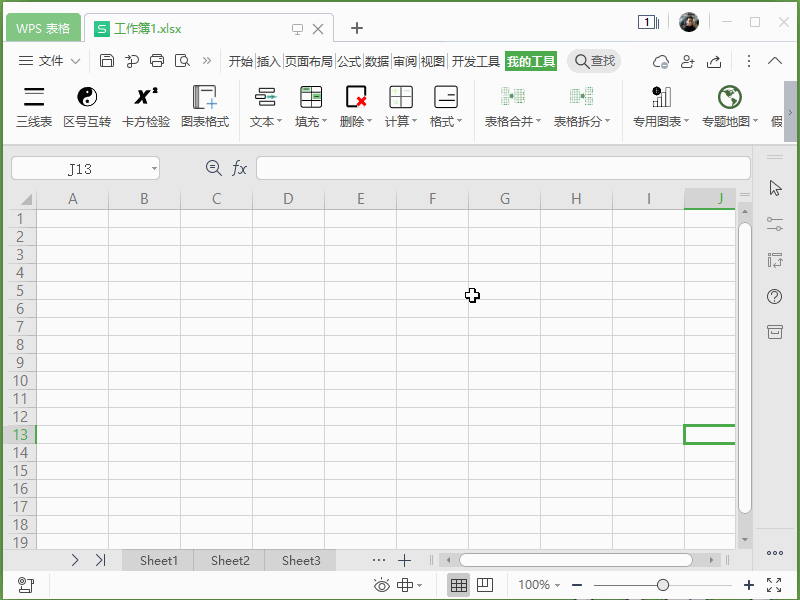 WPS 表格
S 工作簿1.xlsx
1
文件
开始 插入 页面布局 公式 数据 审阅 视图 开发工具 我的工具 查找
三线表 区号互转 卡方检验 图表格式 文本 填充 删除 计算 格式 表格合并 表格拆分 专用图表 专题地图
J13
fx
A B C D E F G H I J
1
2
3
4
5
6
7
8
9
10
11
12
13
14
15
16
17
18
19
Sheet1 Sheet2 Sheet3
100%